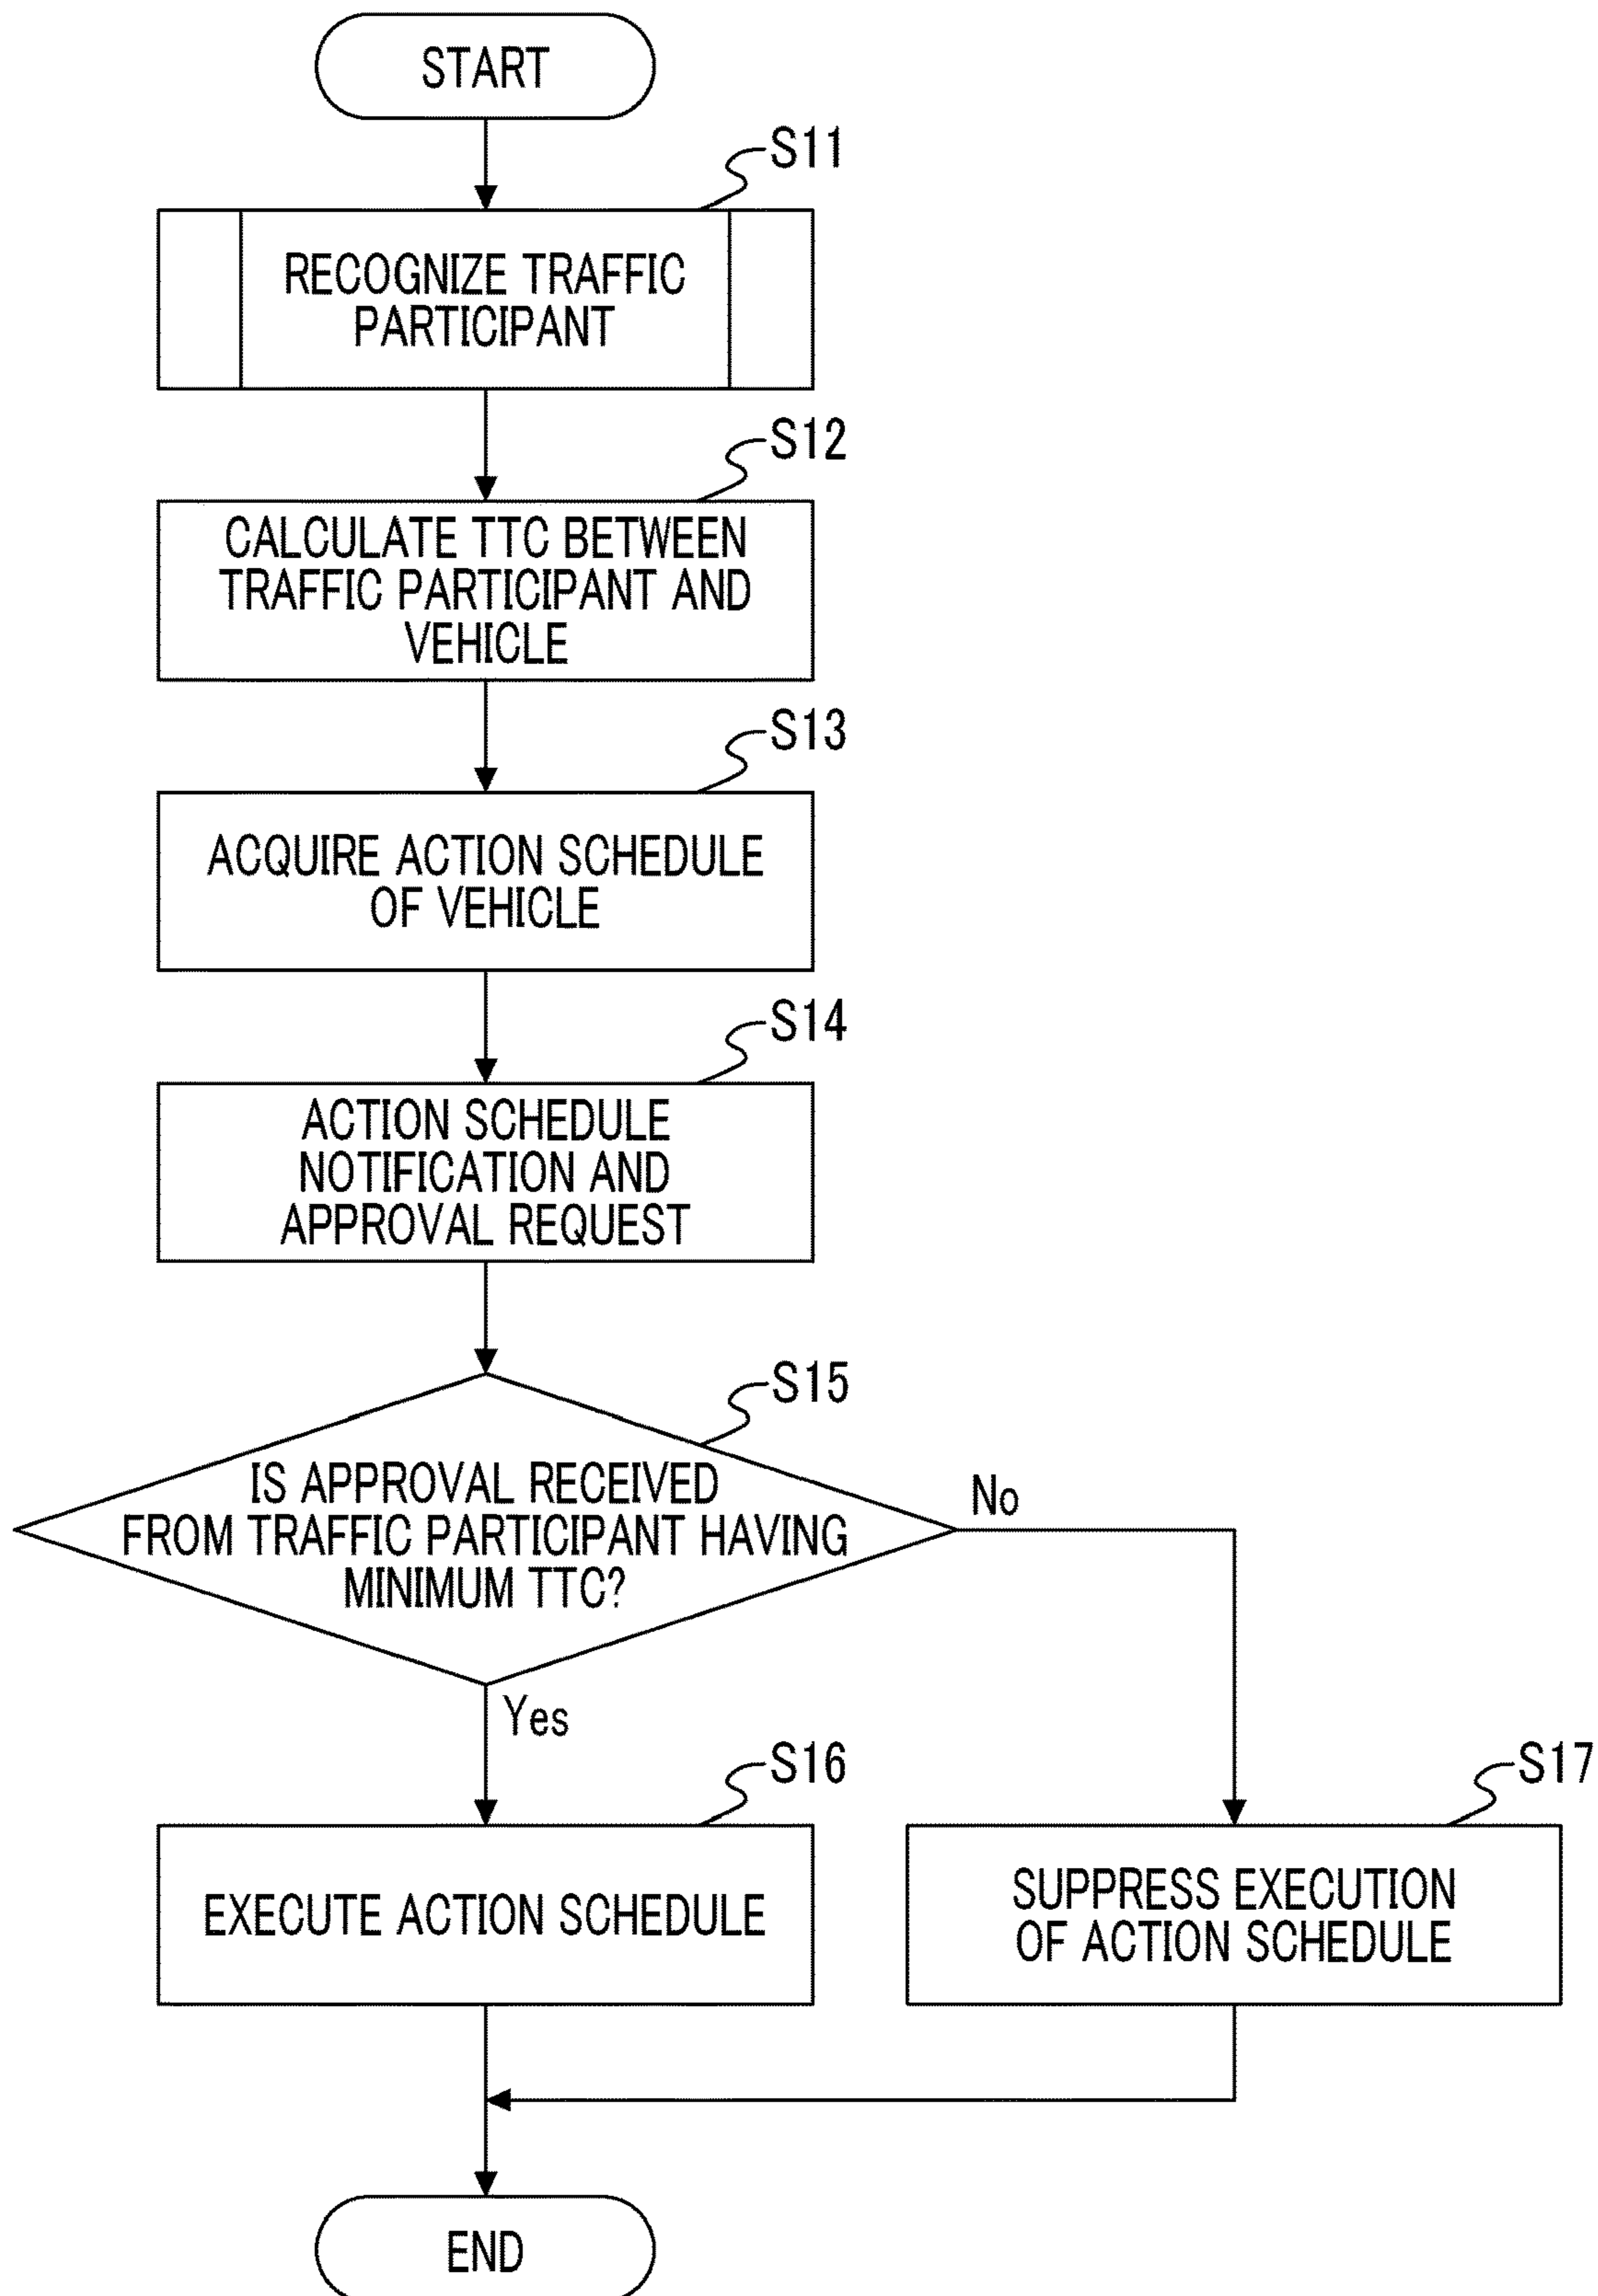 START
S11
RECOGNIZE TRAFFIC
PARTICIPANT
S12
CALCULATE TTC BETWEEN
TRAFFIC PARTICIPANT AND
VEHICLE
S13
ACQUIRE ACTION SCHEDULE
OF VEHICLE
S14
ACTION SCHEDULE
NOTIFICATION AND
APPROVAL REQUEST
S15
IS APPROVAL RECEIVED
FROM TRAFFIC PARTICIPANT HAVING
MINIMUM TTC?
No
Yes
S16
EXECUTE ACTION SCHEDULE
S17
SUPPRESS EXECUTION
OF ACTION SCHEDULE
END